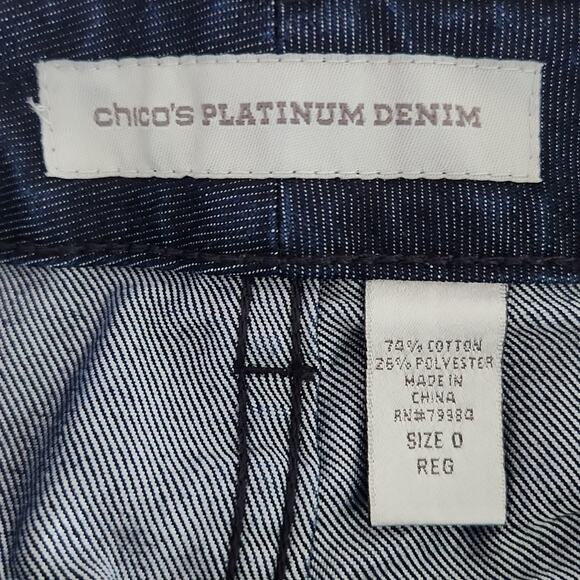 chico's PLATINUM DENIM
74% COTTON
26% POLYESTER
MADE IN
CHINA
RN#79984
SIZE 0
REG